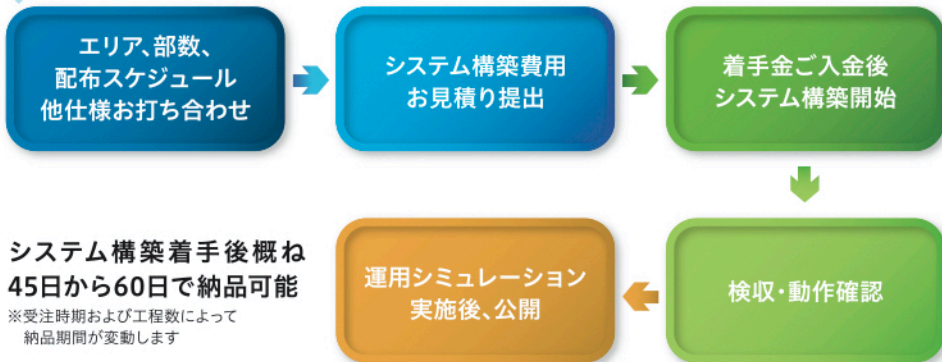 エリア、部数、
配布スケジュール
他仕様お打ち合わせ
システム構築費用
お見積り提出
着手金ご入金後
システム構築開始
検収・動作確認
運用シミュレーション
実施後、公開
システム構築着手後概ね
45日から60日で納品可能
※受注時期および工程数によって
納品期間が変動します